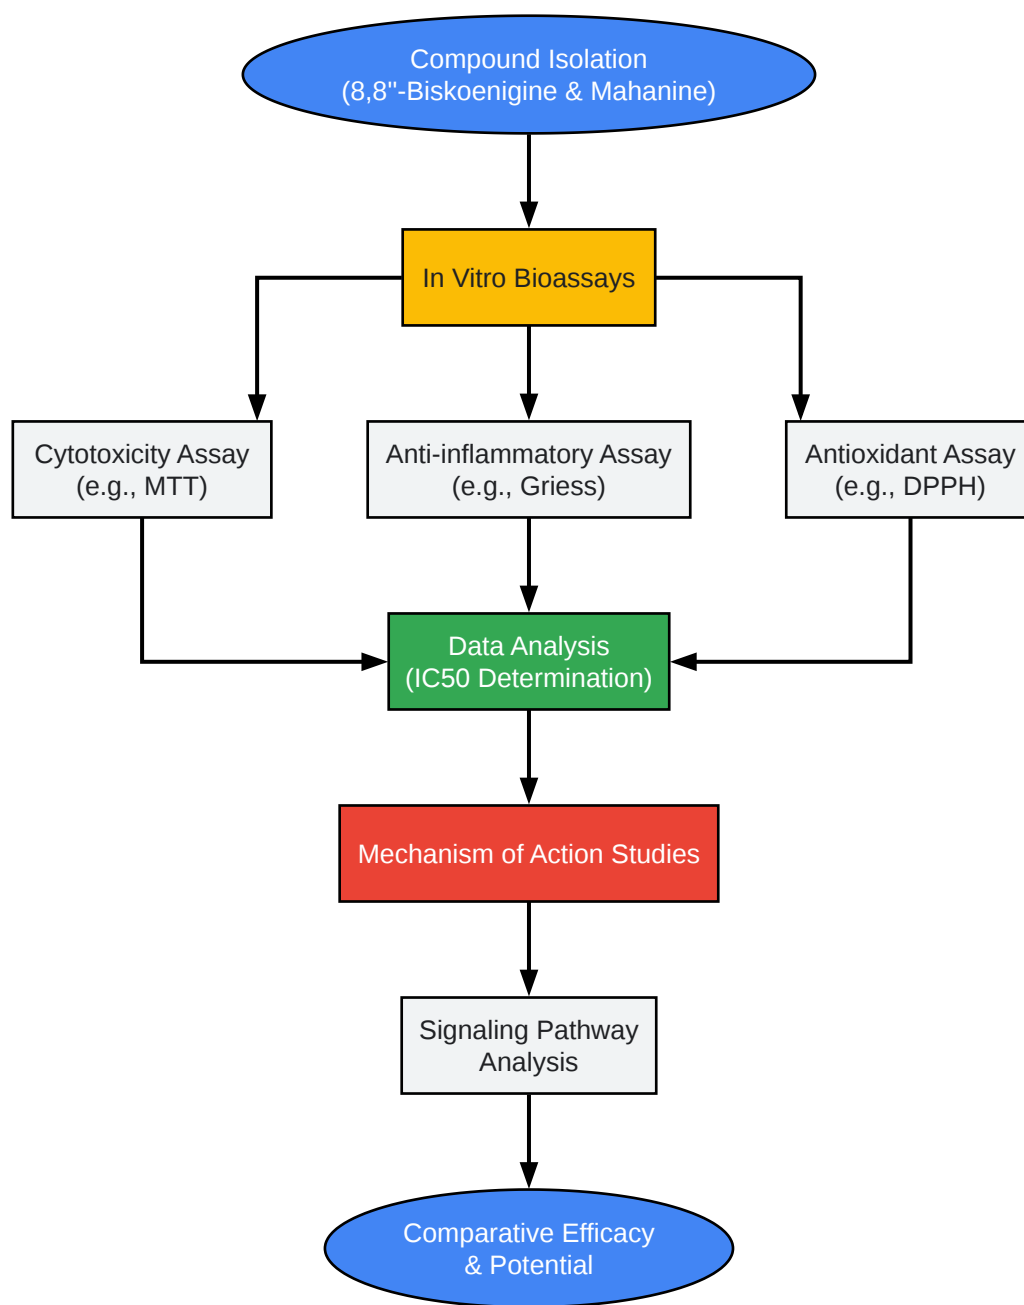 Compound Isolation
(8,8''-Biskoenigine & Mahanine)
In Vitro Bioassays
Cytotoxicity Assay
(e.g., MTT)
Anti-inflammatory Assay
(e.g., Griess)
Antioxidant Assay
(e.g., DPPH)
Data Analysis
(IC50 Determination)
Mechanism of Action Studies
Signaling Pathway
Analysis
Comparative Efficacy
& Potential